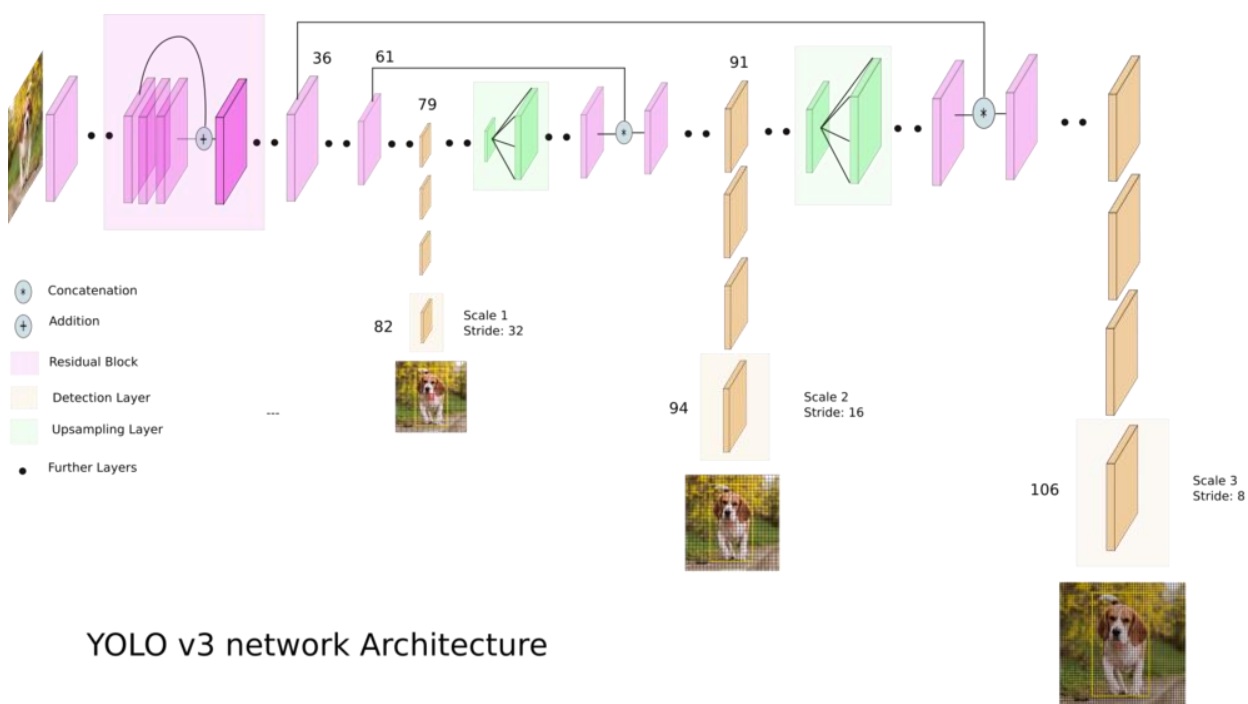 36
61
79
91
82
Scale 1
Stride: 32
94
Scale 2
Stride: 16
106
Scale 3
Stride: 8
*
Concatenation
+
Addition
Residual Block
Detection Layer
---
Upsampling Layer
Further Layers
+
*
*
YOLO v3 network Architecture